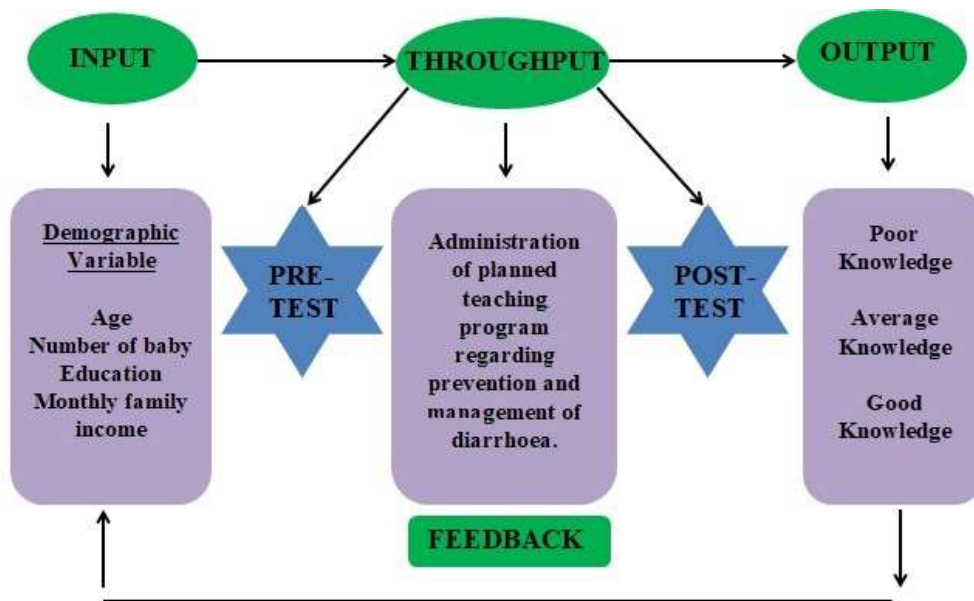 INPUT
THROUGHPUT
OUTPUT
Demographic
Variable
Age
Number of baby
Education
Monthly family
income
PRE-
TEST
Administration
of planned
teaching
program
regarding
prevention and
management of
diarrhoea.
POST-
TEST
Poor
Knowledge
Average
Knowledge
Good
Knowledge
FEEDBACK